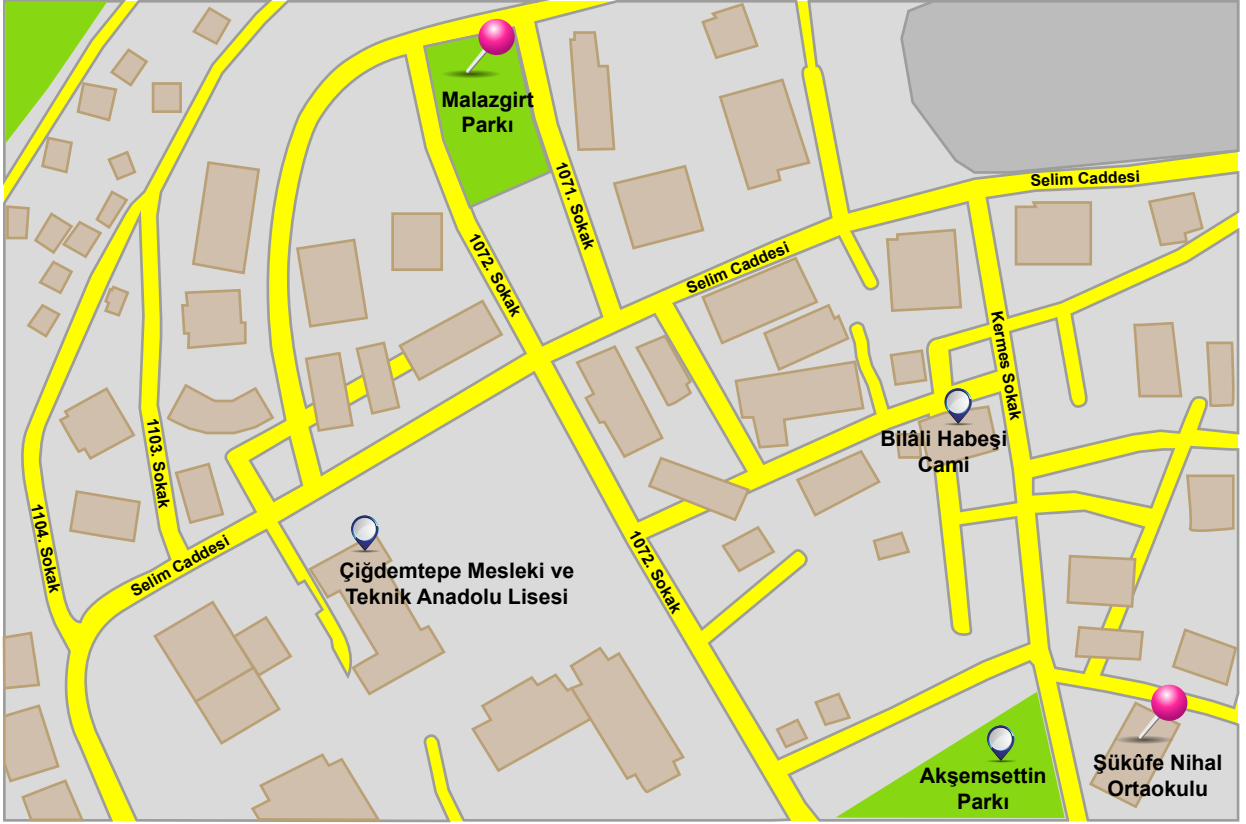 Malazgirt
Parkı
1071. Sokak
Selim Caddesi
1072. Sokak
Selim Caddesi
Kermes Sokak
Bilâli Habeşi
Cami
1103. Sokak
1104. Sokak
Selim Caddesi
Çiğdemtepe Mesleki ve
Teknik Anadolu Lisesi
1072. Sokak
Akşemsettin
Parkı
Şükûfe Nihal
Ortaokulu